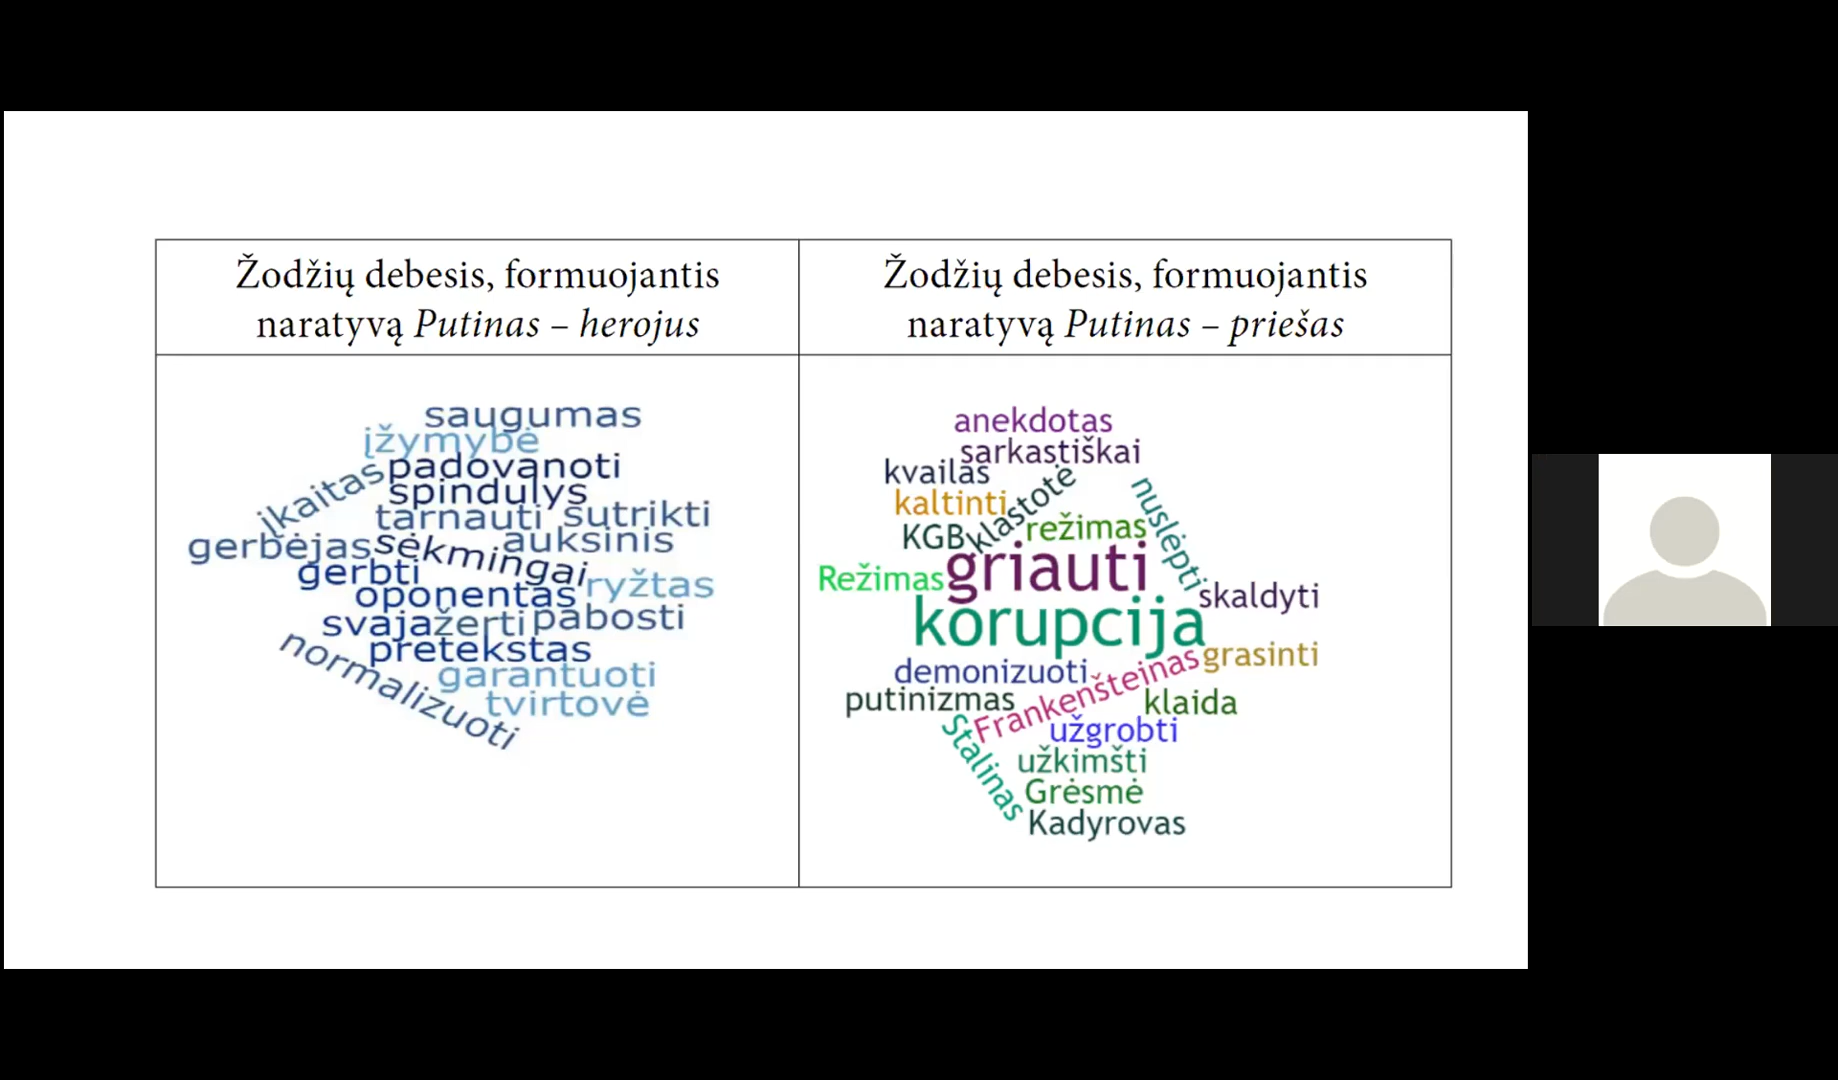 Žodžių debesis, formuojantis
naratyvą Putinas – herojus
Žodžių debesis, formuojantis
naratyvą Putinas – priešas
saugumas
įžymybė
įkaitas
padovanoti
spindulys
tarnauti
sutrikti
gerbėjas
sėkmingai
auksinis
gerbti
ryžtas
oponentas
svaja
žerti
pabosti
pretekstas
normalizuoti
garantuoti
tvirtovė
anekdotas
sarkastiškai
kvailas
kaltinti
klastotė
nuslėpti
KGB
režimas
Režimas
griauti
skaldyti
korupcija
grasinti
demonizuoti
Frankenšteinas
putinizmas
klaida
Stalinas
užgrobti
užkimšti
Grėsmė
Kadyrovas